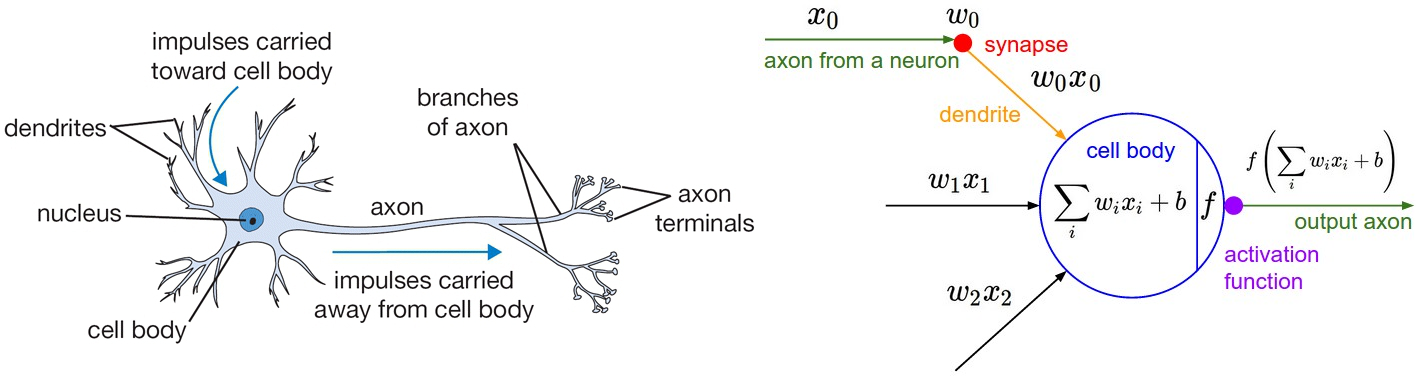 impulses carried
toward cell body
dendrites
nucleus
cell body
axon
impulses carried
away from cell body
branches
of axon
axon
terminals
x₀
w₀
axon from a neuron
synapse
w₀x₀
dendrite
w₁x₁
w₂x₂
cell body
∑ᵢ wᵢxᵢ + b
f
f(∑ᵢ wᵢxᵢ + b)
output axon
activation
function